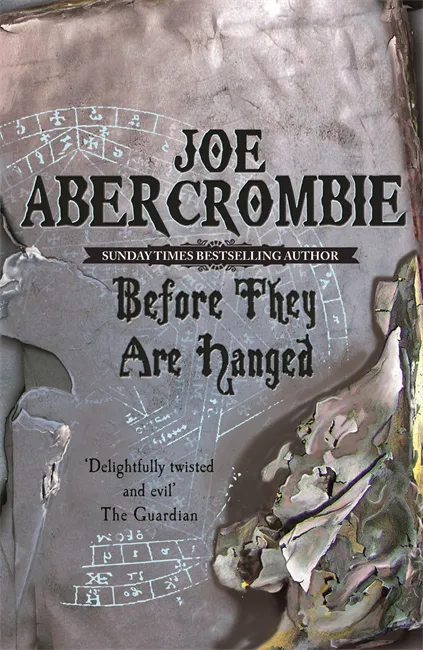 JOE
ABERCROMBIE
SUNDAY TIMES BESTSELLING AUTHOR
Before They
Are Hanged
‘Delightfully twisted
and evil’
The Guardian